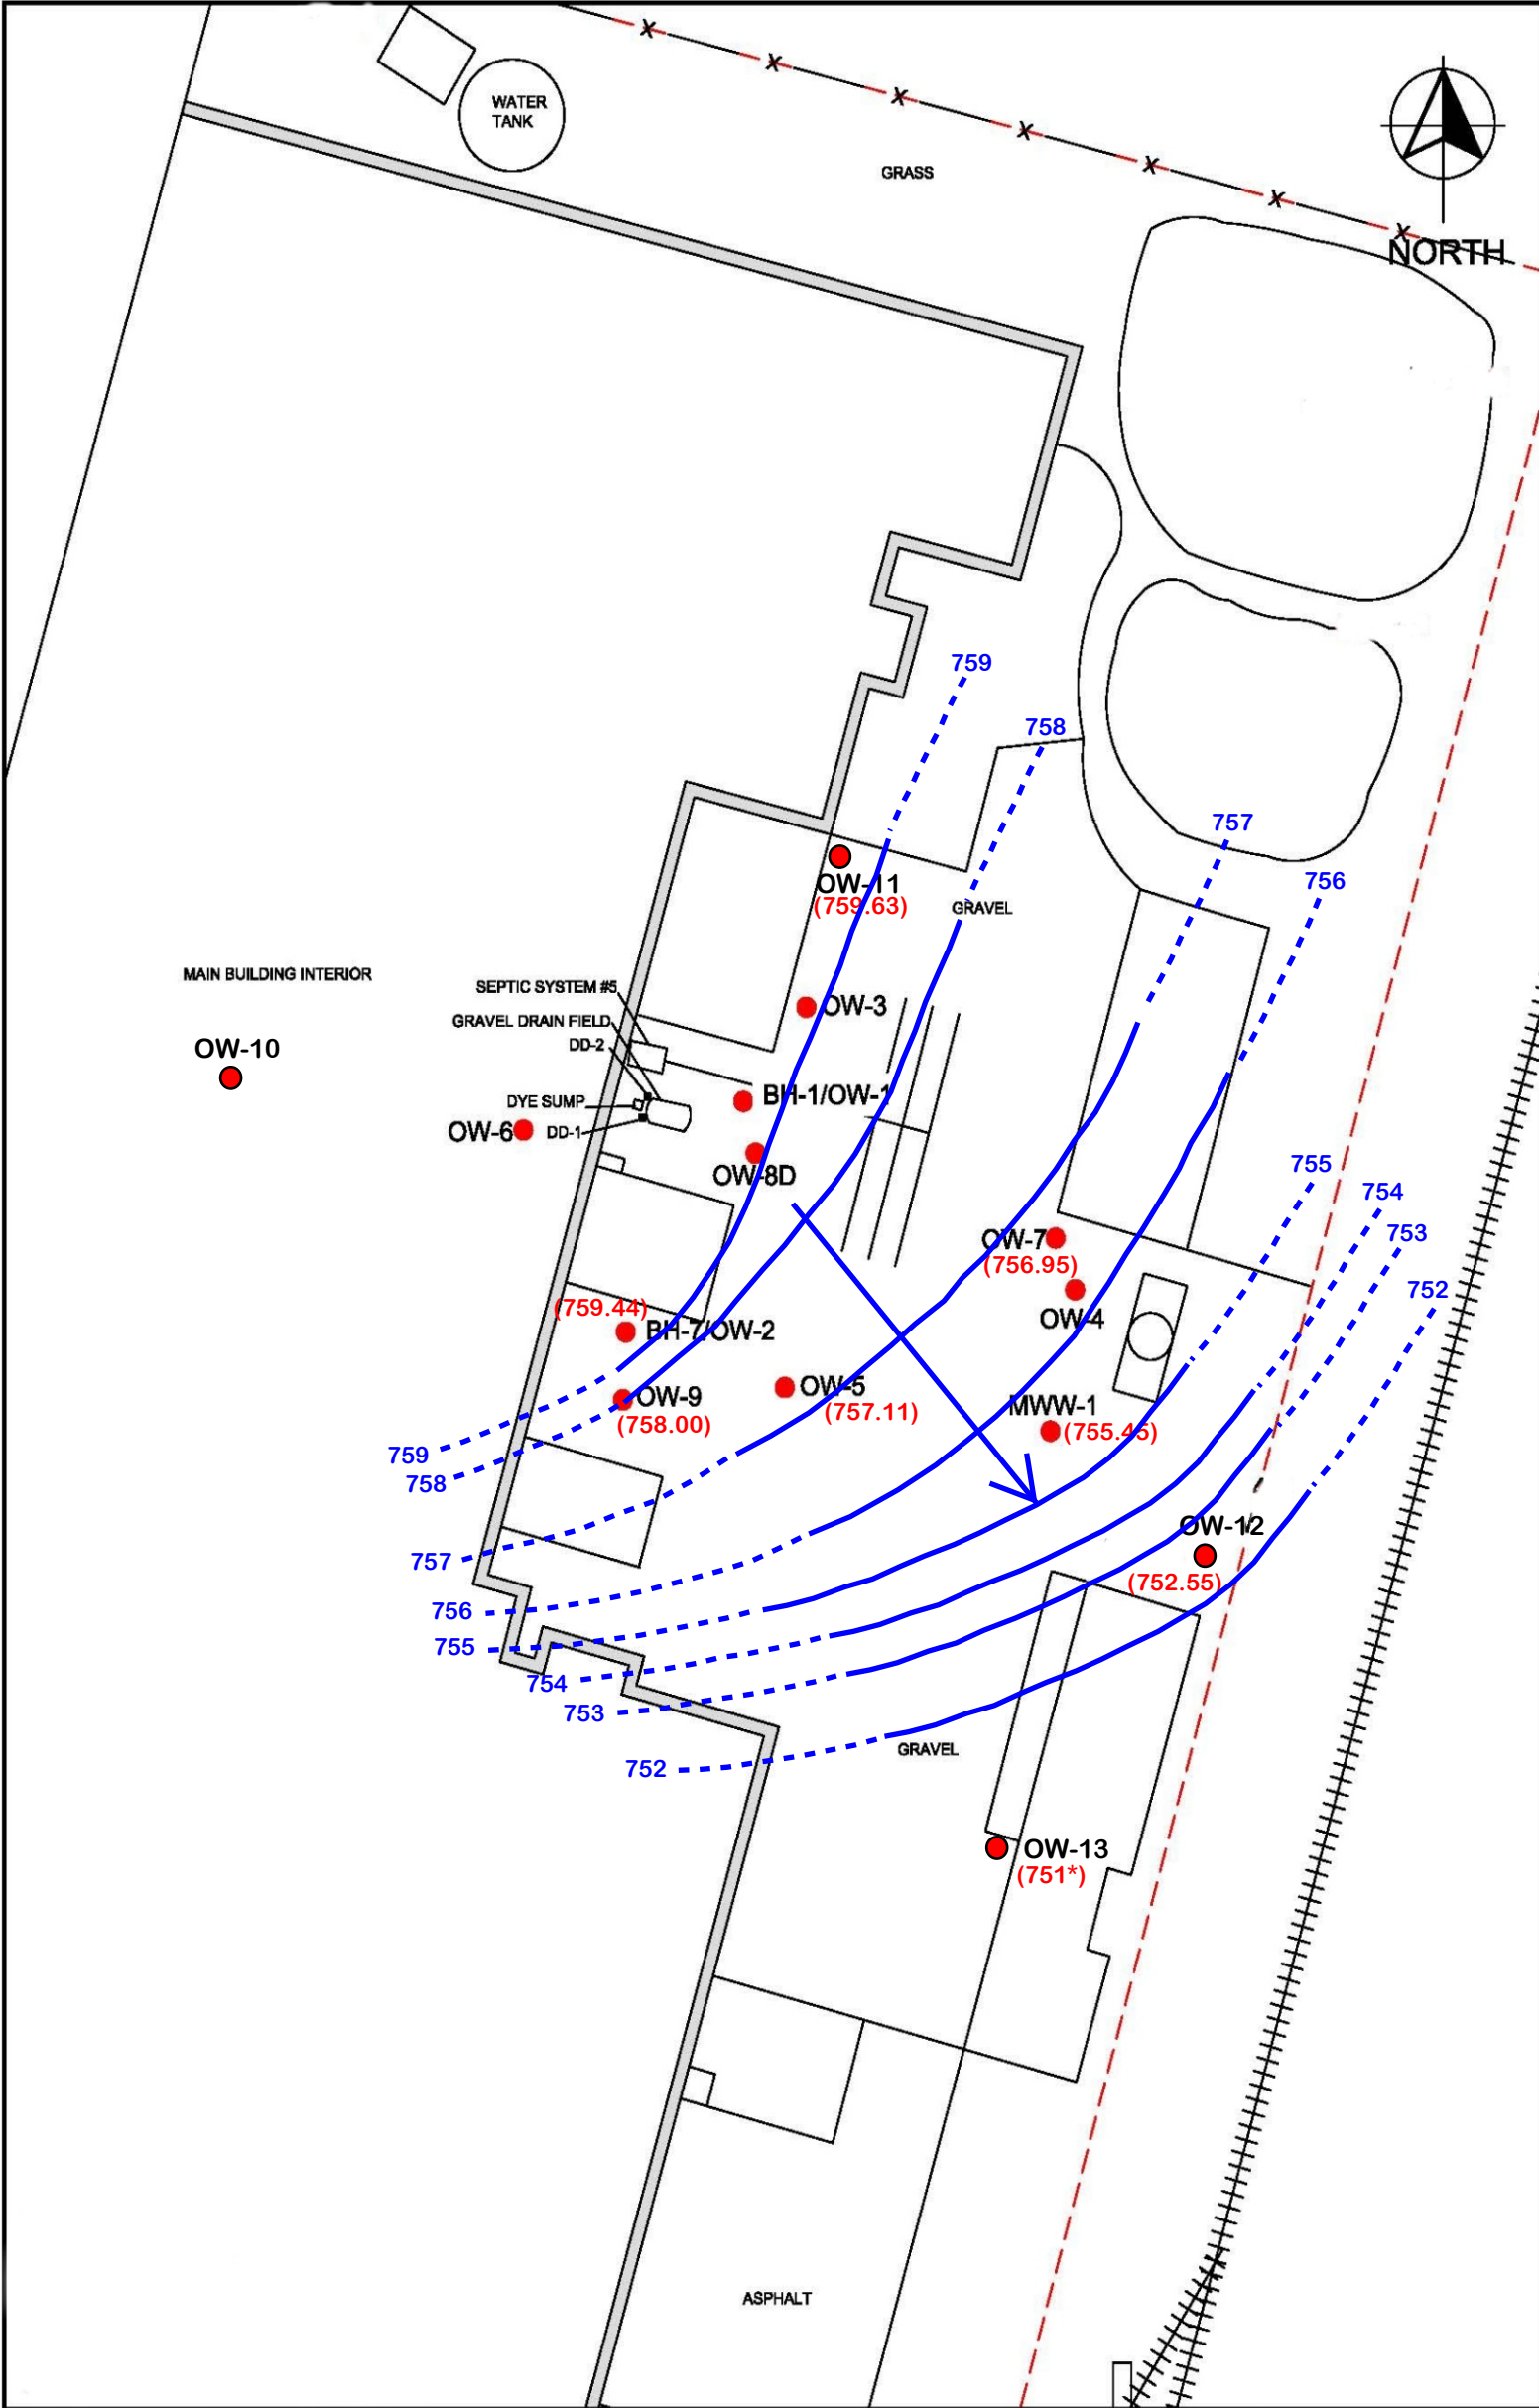 WATER
TANK
GRASS
NORTH
759
758
757
756
OW-11
(759.63)
GRAVEL
MAIN BUILDING INTERIOR
SEPTIC SYSTEM #5
OW-3
GRAVEL DRAIN FIELD
DD-2
OW-10
BH-1/OW-1
DYE SUMP
OW-6
DD-1
OW-8D
755
754
753
752
OW-7
(756.95)
OW-4
(759.44)
BH-7/OW-2
OW-5
(757.11)
OW-9
(758.00)
MWW-1
(755.45)
759
758
757
756
755
754
753
752
OW-12
(752.55)
GRAVEL
OW-13
(751*)
ASPHALT